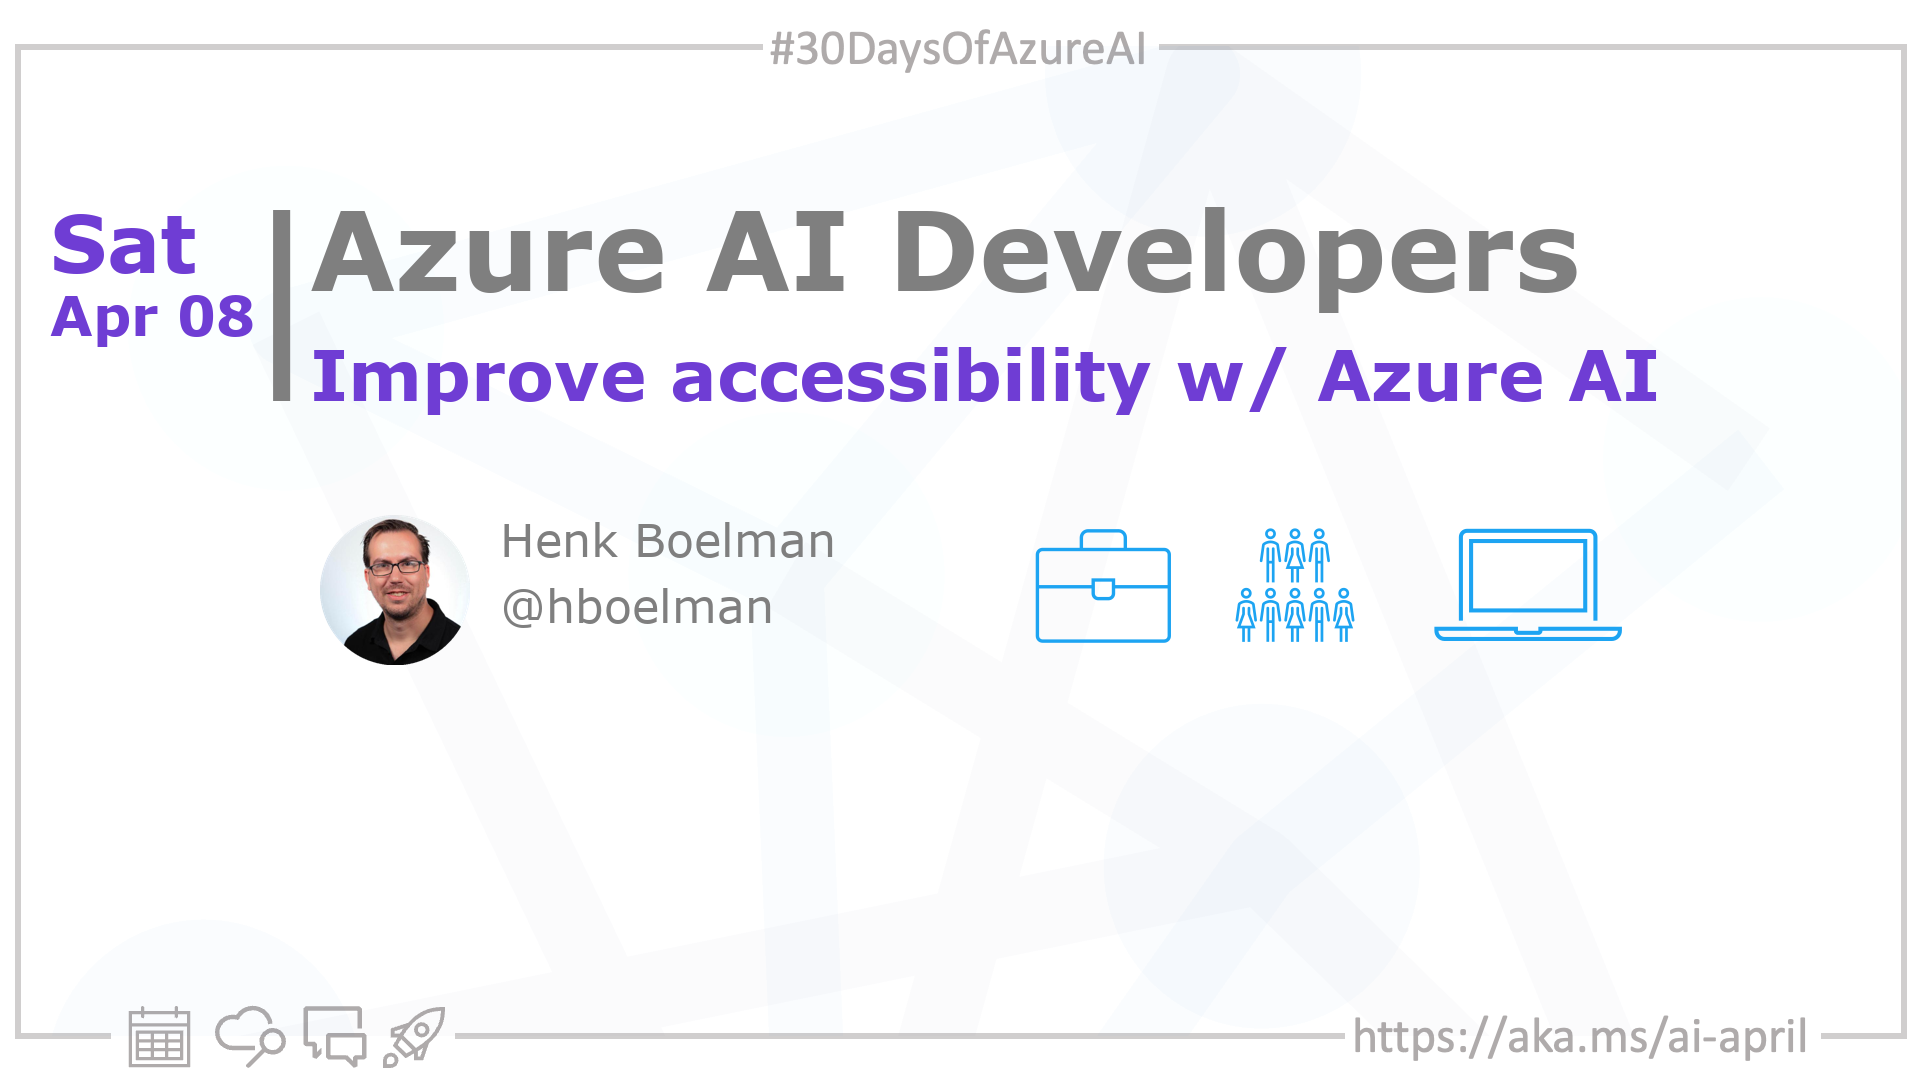 #30DaysOfAzureAI
Sat
Apr 08
Azure AI Developers
Improve accessibility w/ Azure AI
Henk Boelman
@hboelman
https://aka.ms/ai-april